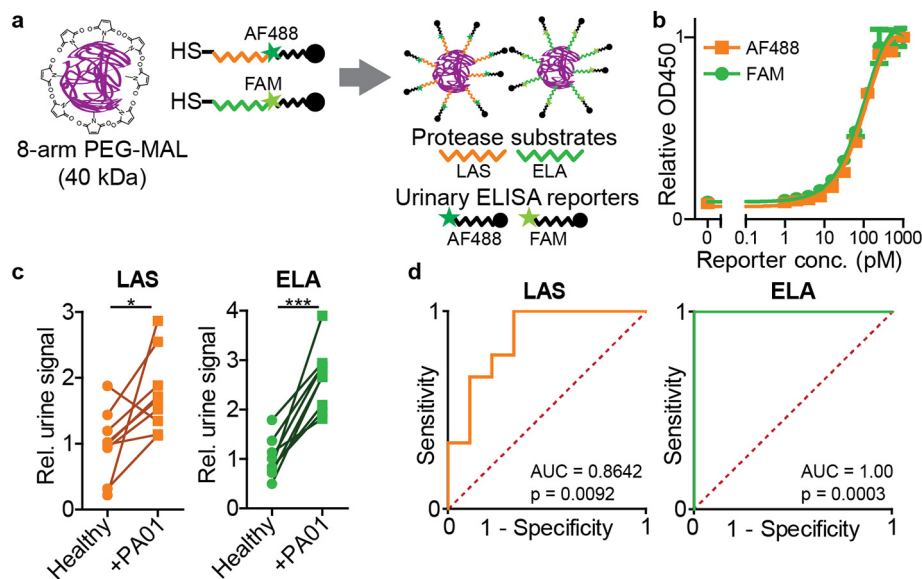 a
8-arm PEG-MAL
(40 kDa)
HS
AF488
HS
FAM
Protease substrates
LAS
ELA
Urinary ELISA reporters
AF488
FAM
b
Relative OD450
1
0
AF488
FAM
0
0.1
1
10
100
1000
Reporter conc. (pM)
c
LAS
*
Rel. urine signal
3
2
1
0
Healthy
+PA01
ELA
***
Rel. urine signal
4
3
2
1
0
Healthy
+PA01
d
LAS
Sensitivity
1
0
AUC = 0.8642
p = 0.0092
0
1
1 - Specificity
ELA
Sensitivity
1
0
AUC = 1.00
p = 0.0003
0
1
1 - Specificity